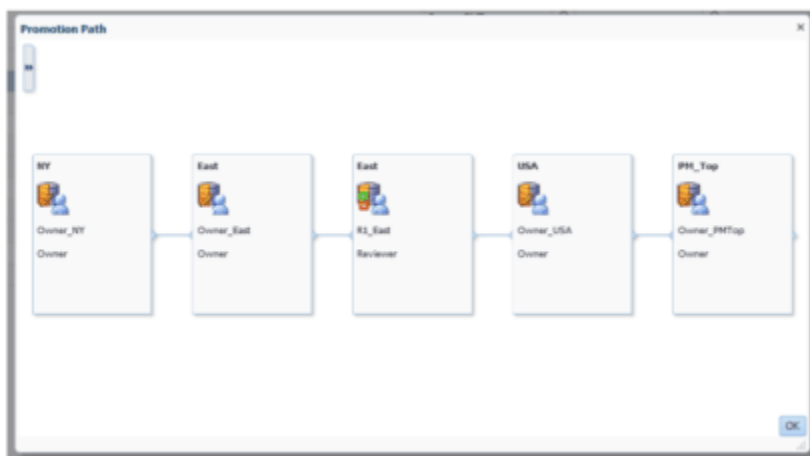 Promotion Path
NY
Owner_NY
Owner
East
Owner_East
Owner
East
R1_East
Reviewer
USA
Owner_USA
Owner
PM_Top
Owner_PMTop
Owner
OK